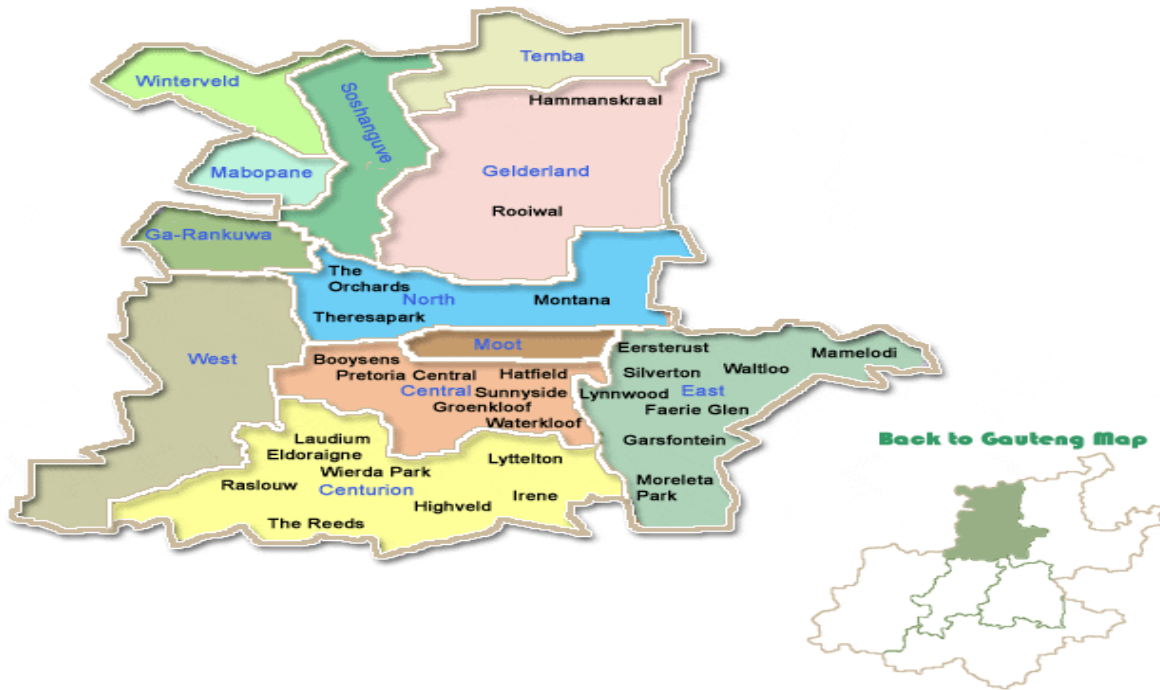 Temba
Winterveld
Soshanguve
Hammanskraal
Mabopane
Gelderland
Rooiwal
Ga-Rankuwa
The
Orchards
North
Montana
Theresapark
Moot
West
Booysens
Pretoria Central
Hatfield
Central
Sunnyside
Groenkloof
Waterkloof
Eersterust
Mamelodi
Silverton
Waltloo
Lynnwood
East
Faerie Glen
Garsfontein
Moreleta
Park
Laudium
Eldoraigne
Wierda Park
Lyttelton
Raslouw
Centurion
Irene
Highveld
The Reeds
Back to Gauteng Map